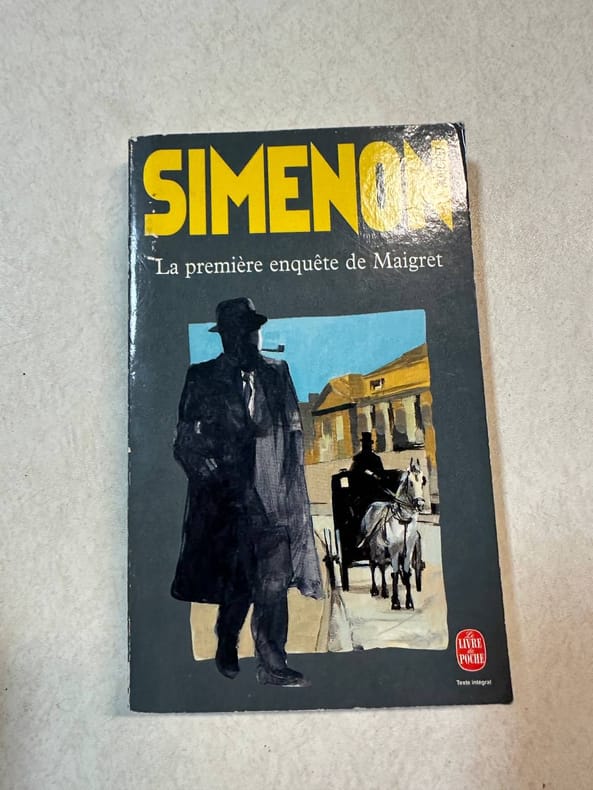 SIMENON
La première enquête de Maigret
Le
LIVRE
de
POCHE
Texte intégral